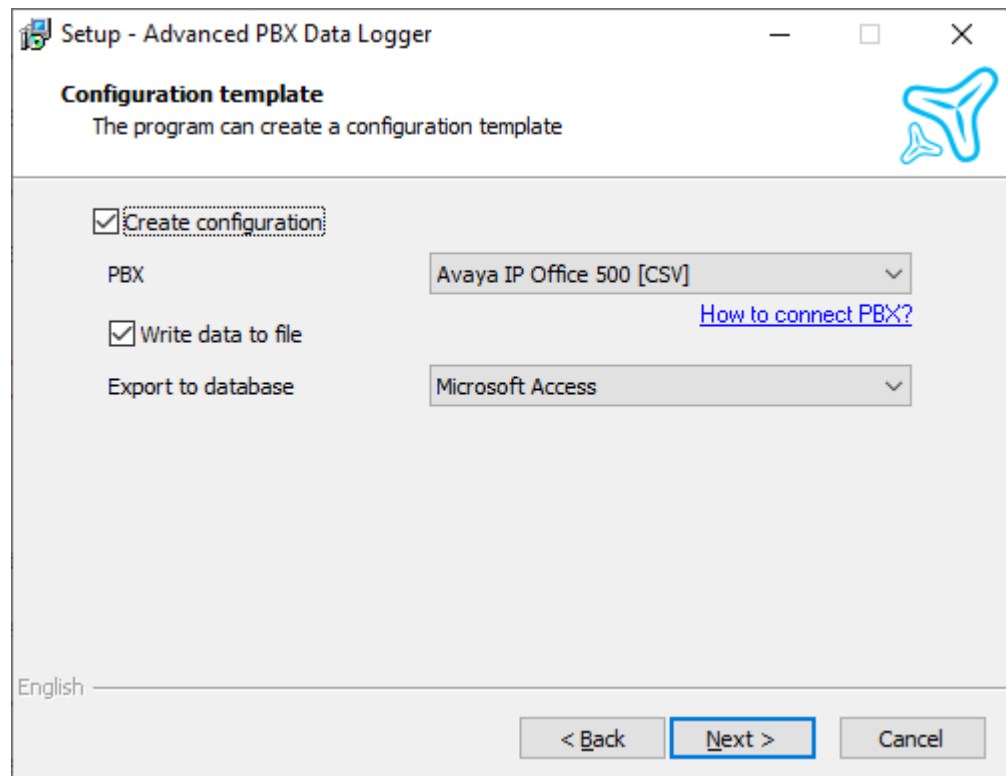 Setup - Advanced PBX Data Logger
Configuration template
The program can create a configuration template
Create configuration
PBX Avaya IP Office 500 [CSV]
How to connect PBX?
Write data to file
Export to database Microsoft Access
English
< Back Next > Cancel